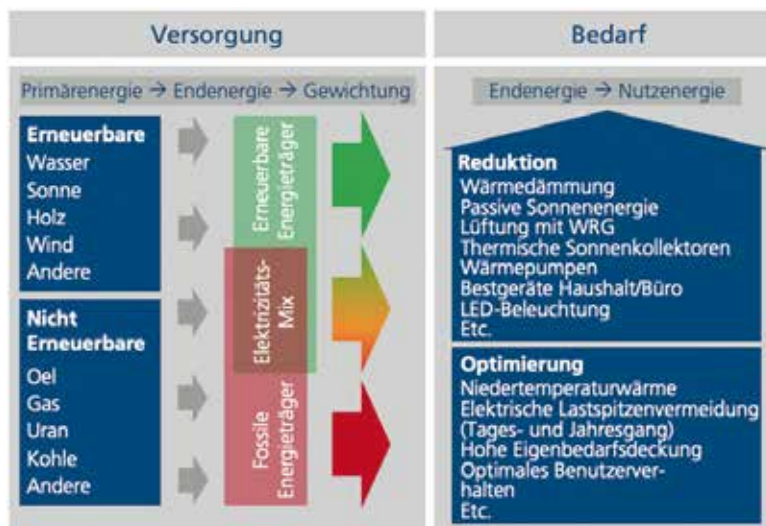 Versorgung
Primärenergie → Endenergie → Gewichtung
Erneuerbare
Wasser
Sonne
Holz
Wind
Andere
Nicht
Erneuerbare
Oel
Gas
Uran
Kohle
Andere
Erneuerbare
Energieträger
Elektrizitäts-
Mix
Fossile
Energieträger
Bedarf
Endenergie → Nutzenergie
Reduktion
Wärmedämmung
Passive Sonnenenergie
Lüftung mit WRG
Thermische Sonnenkollektoren
Wärmepumpen
Bestgeräte Haushalt/Büro
LED-Beleuchtung
Etc.
Optimierung
Niedertemperaturwärme
Elektrische Lastspitzenvermeidung
(Tages- und Jahresgang)
Hohe Eigenbedarfsdeckung
Optimales Benutzerver-
halten
Etc.